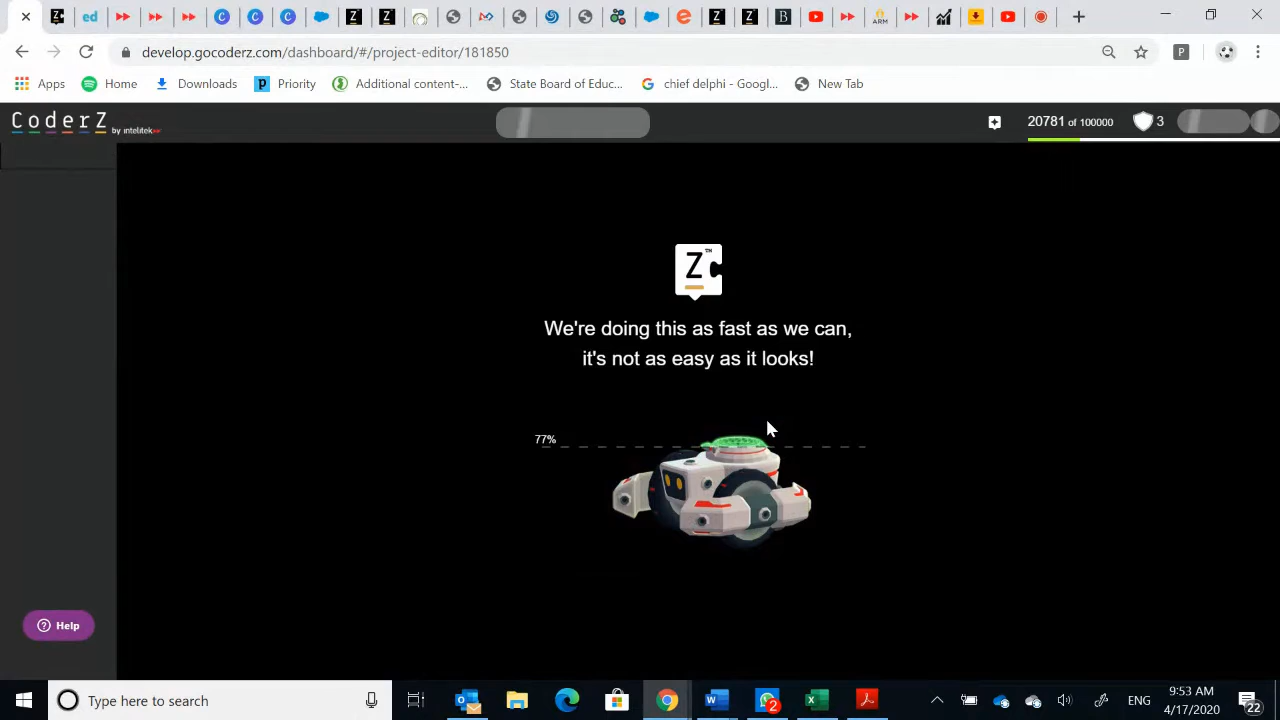 develop.gocoderz.com/dashboard/#/project-editor/181850
Apps
Home
Downloads
Priority
Additional content-...
State Board of Educ...
chief delphi - Googl...
New Tab
CoderZ by intelitek
20781 of 100000
3
Z™
We're doing this as fast as we can,
it's not as easy as it looks!
77%
Help
Type here to search
2
ENG
9:53 AM
4/17/2020
22